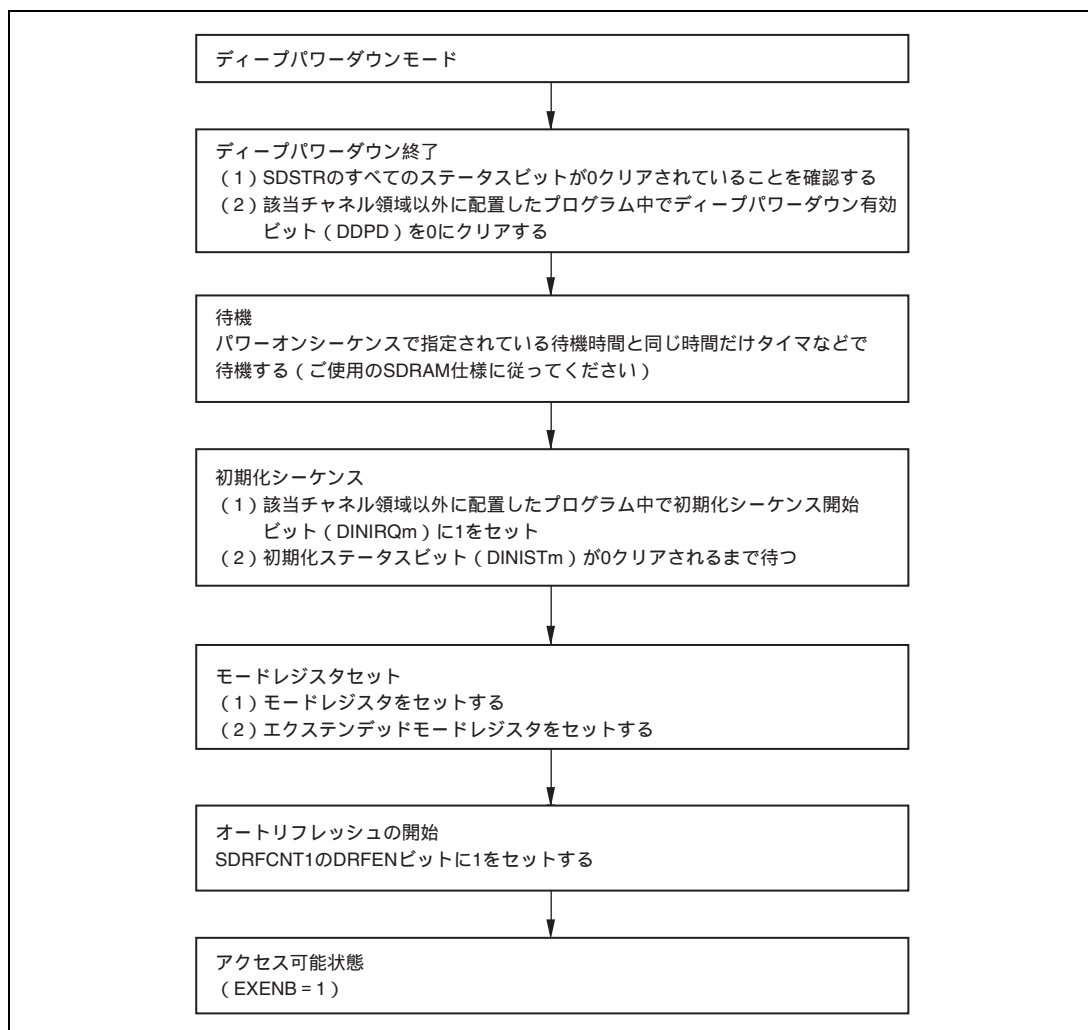 ディープパワーダウンモード
ディープパワーダウン終了
（1）SDSTRのすべてのステータスビットが0クリアされていることを確認する
（2）該当チャネル領域以外に配置したプログラム中でディープパワーダウン有効
ビット（DDPD）を0にクリアする
待機
パワーオンシーケンスで指定されている待機時間と同じ時間だけタイマなどで
待機する（ご使用のSDRAM仕様に従ってください）
初期化シーケンス
（1）該当チャネル領域以外に配置したプログラム中で初期化シーケンス開始
ビット（DINIRQm）に1をセット
（2）初期化ステータスビット（DINISTm）が0クリアされるまで待つ
モードレジスタセット
（1）モードレジスタをセットする
（2）エクステンデッドモードレジスタをセットする
オートリフレッシュの開始
SDRFCNT1のDRFENビットに1をセットする
アクセス可能状態
（EXENB = 1）